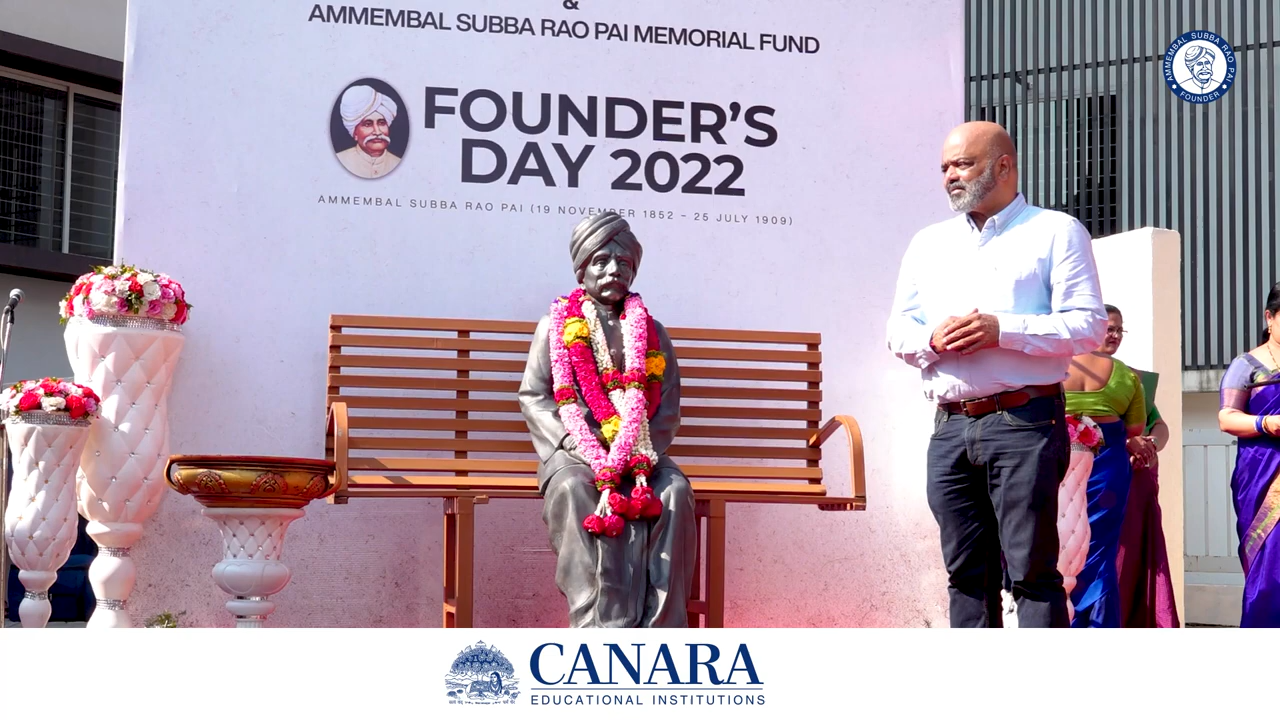 &
AMMEMBAL SUBBA RAO PAI MEMORIAL FUND
FOUNDER'S
DAY 2022
AMMEMBAL SUBBA RAO PAI (19 NOVEMBER 1852 - 25 JULY 1909)
AMMEMBAL SUBBA RAO PAI
FOUNDER
CANARA
EDUCATIONAL INSTITUTIONS